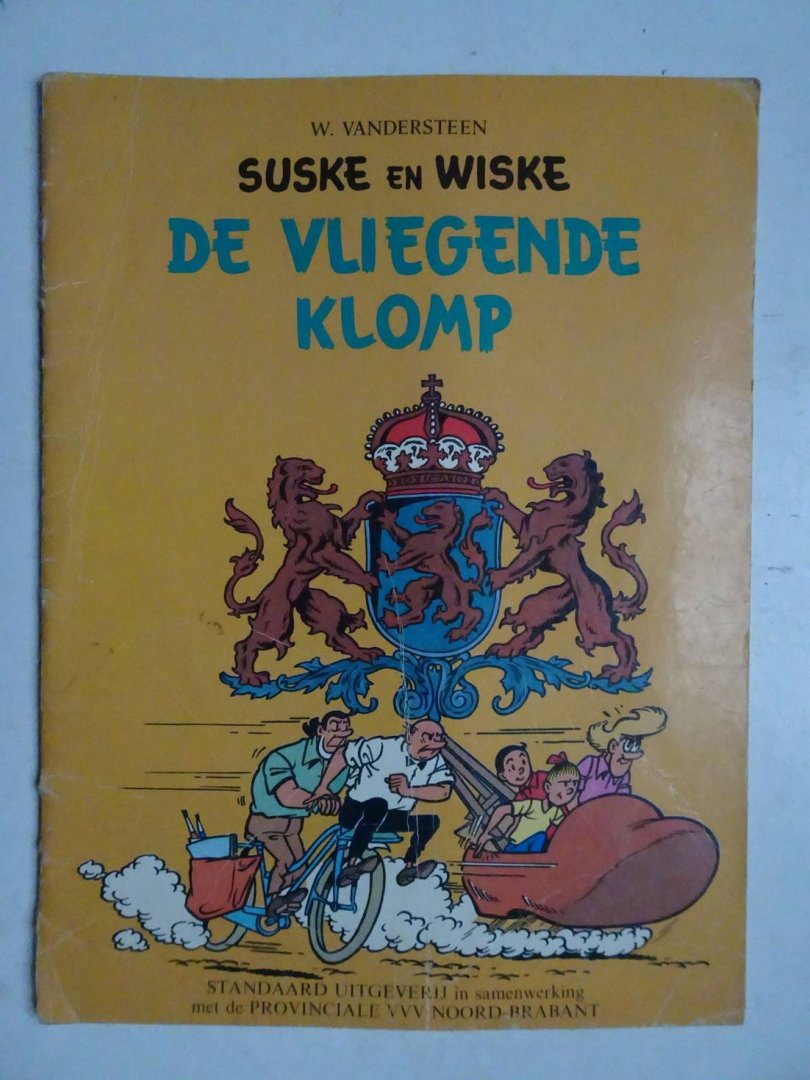 W. VANDERSTEEN
SUSKE EN WISKE
DE VLIEGENDE
KLOMP
STANDAARD UITGEVERIJ in samenwerking
met de PROVINCIALE VVV NOORD-BRABANT